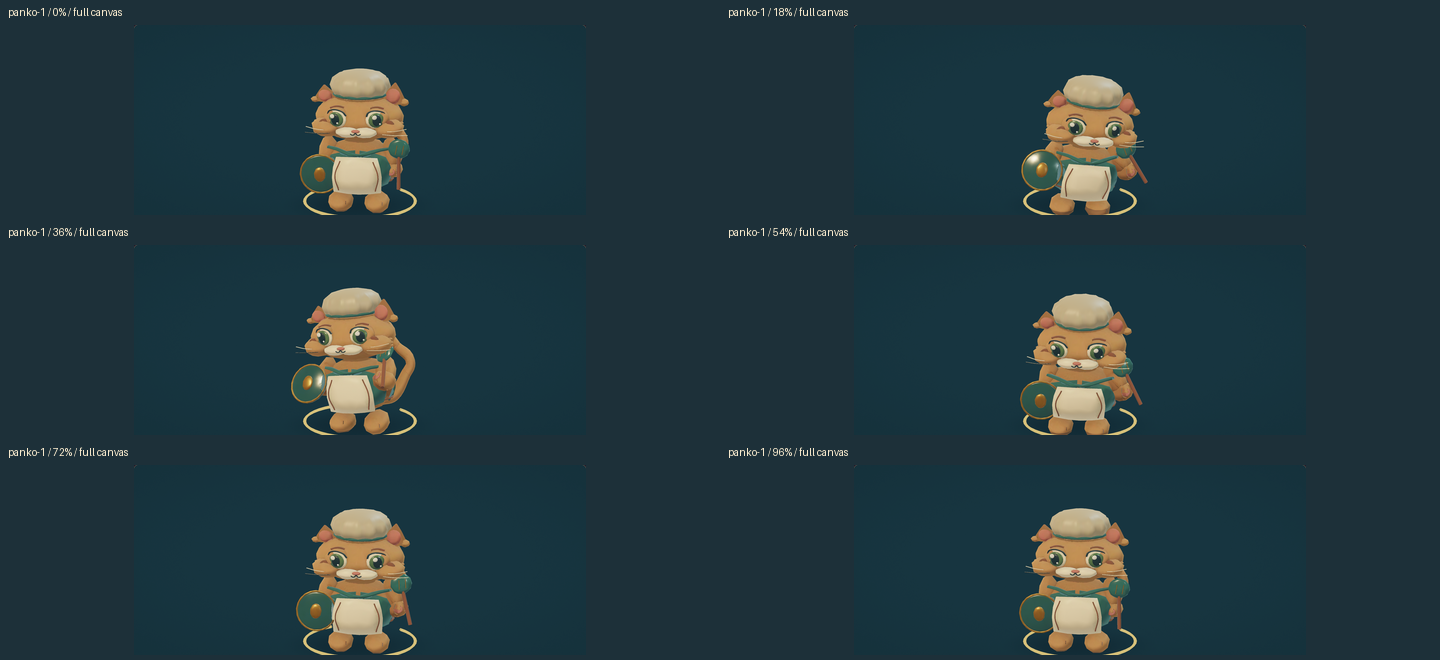 panko-1 / 0% / full canvas
panko-1 / 18% / full canvas
panko-1 / 36% / full canvas
panko-1 / 54% / full canvas
panko-1 / 72% / full canvas
panko-1 / 96% / full canvas